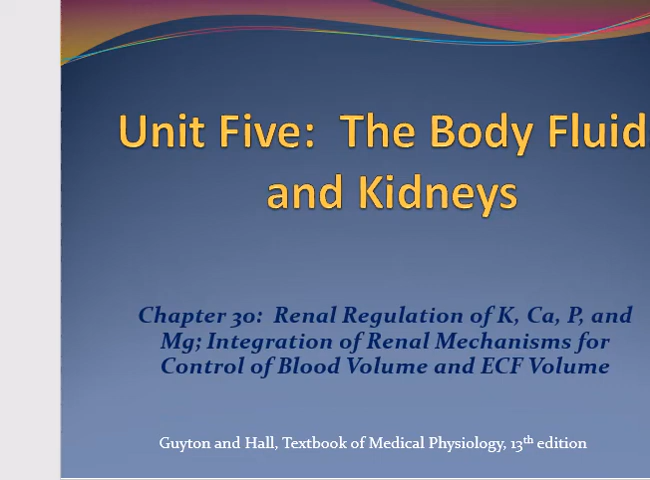 Unit Five:  The Body Fluid
and Kidneys
Chapter 30:  Renal Regulation of K, Ca, P, and
Mg; Integration of Renal Mechanisms for
Control of Blood Volume and ECF Volume
Guyton and Hall, Textbook of Medical Physiology, 13th edition